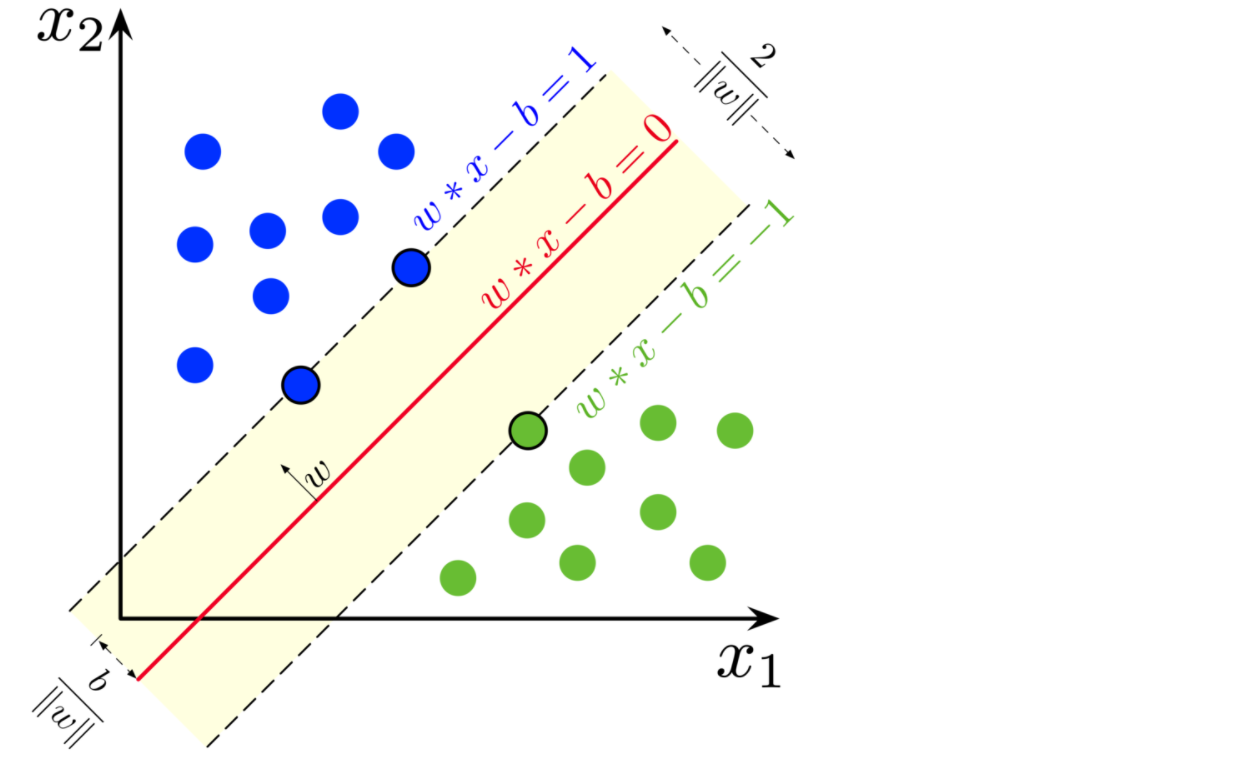 x₂
w * x − b = 1
2
‖w‖
w * x − b = 0
w * x − b = −1
w
x₁
b
‖w‖